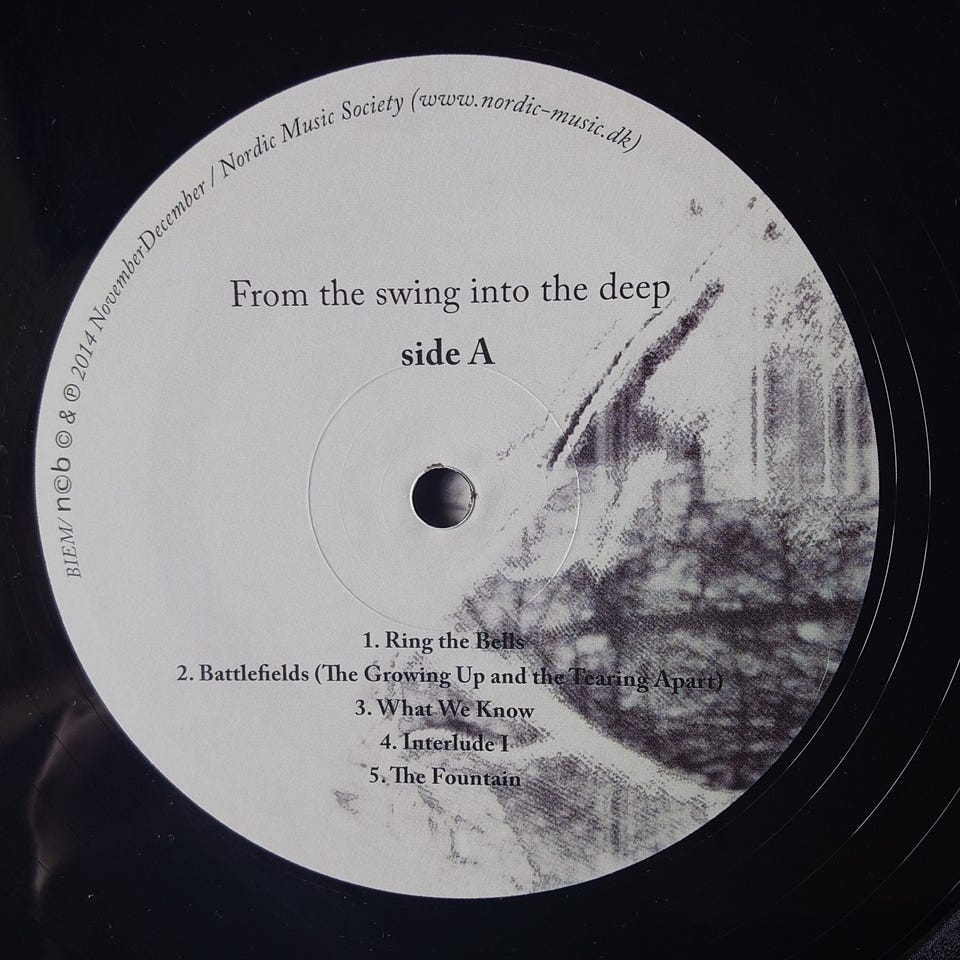 BIEM/ n©b © & ℗ 2014 NovemberDecember / Nordic Music Society (www.nordic-music.dk)
From the swing into the deep
side A
1. Ring the Bells
2. Battlefields (The Growing Up and the Tearing Apart)
3. What We Know
4. Interlude I
5. The Fountain